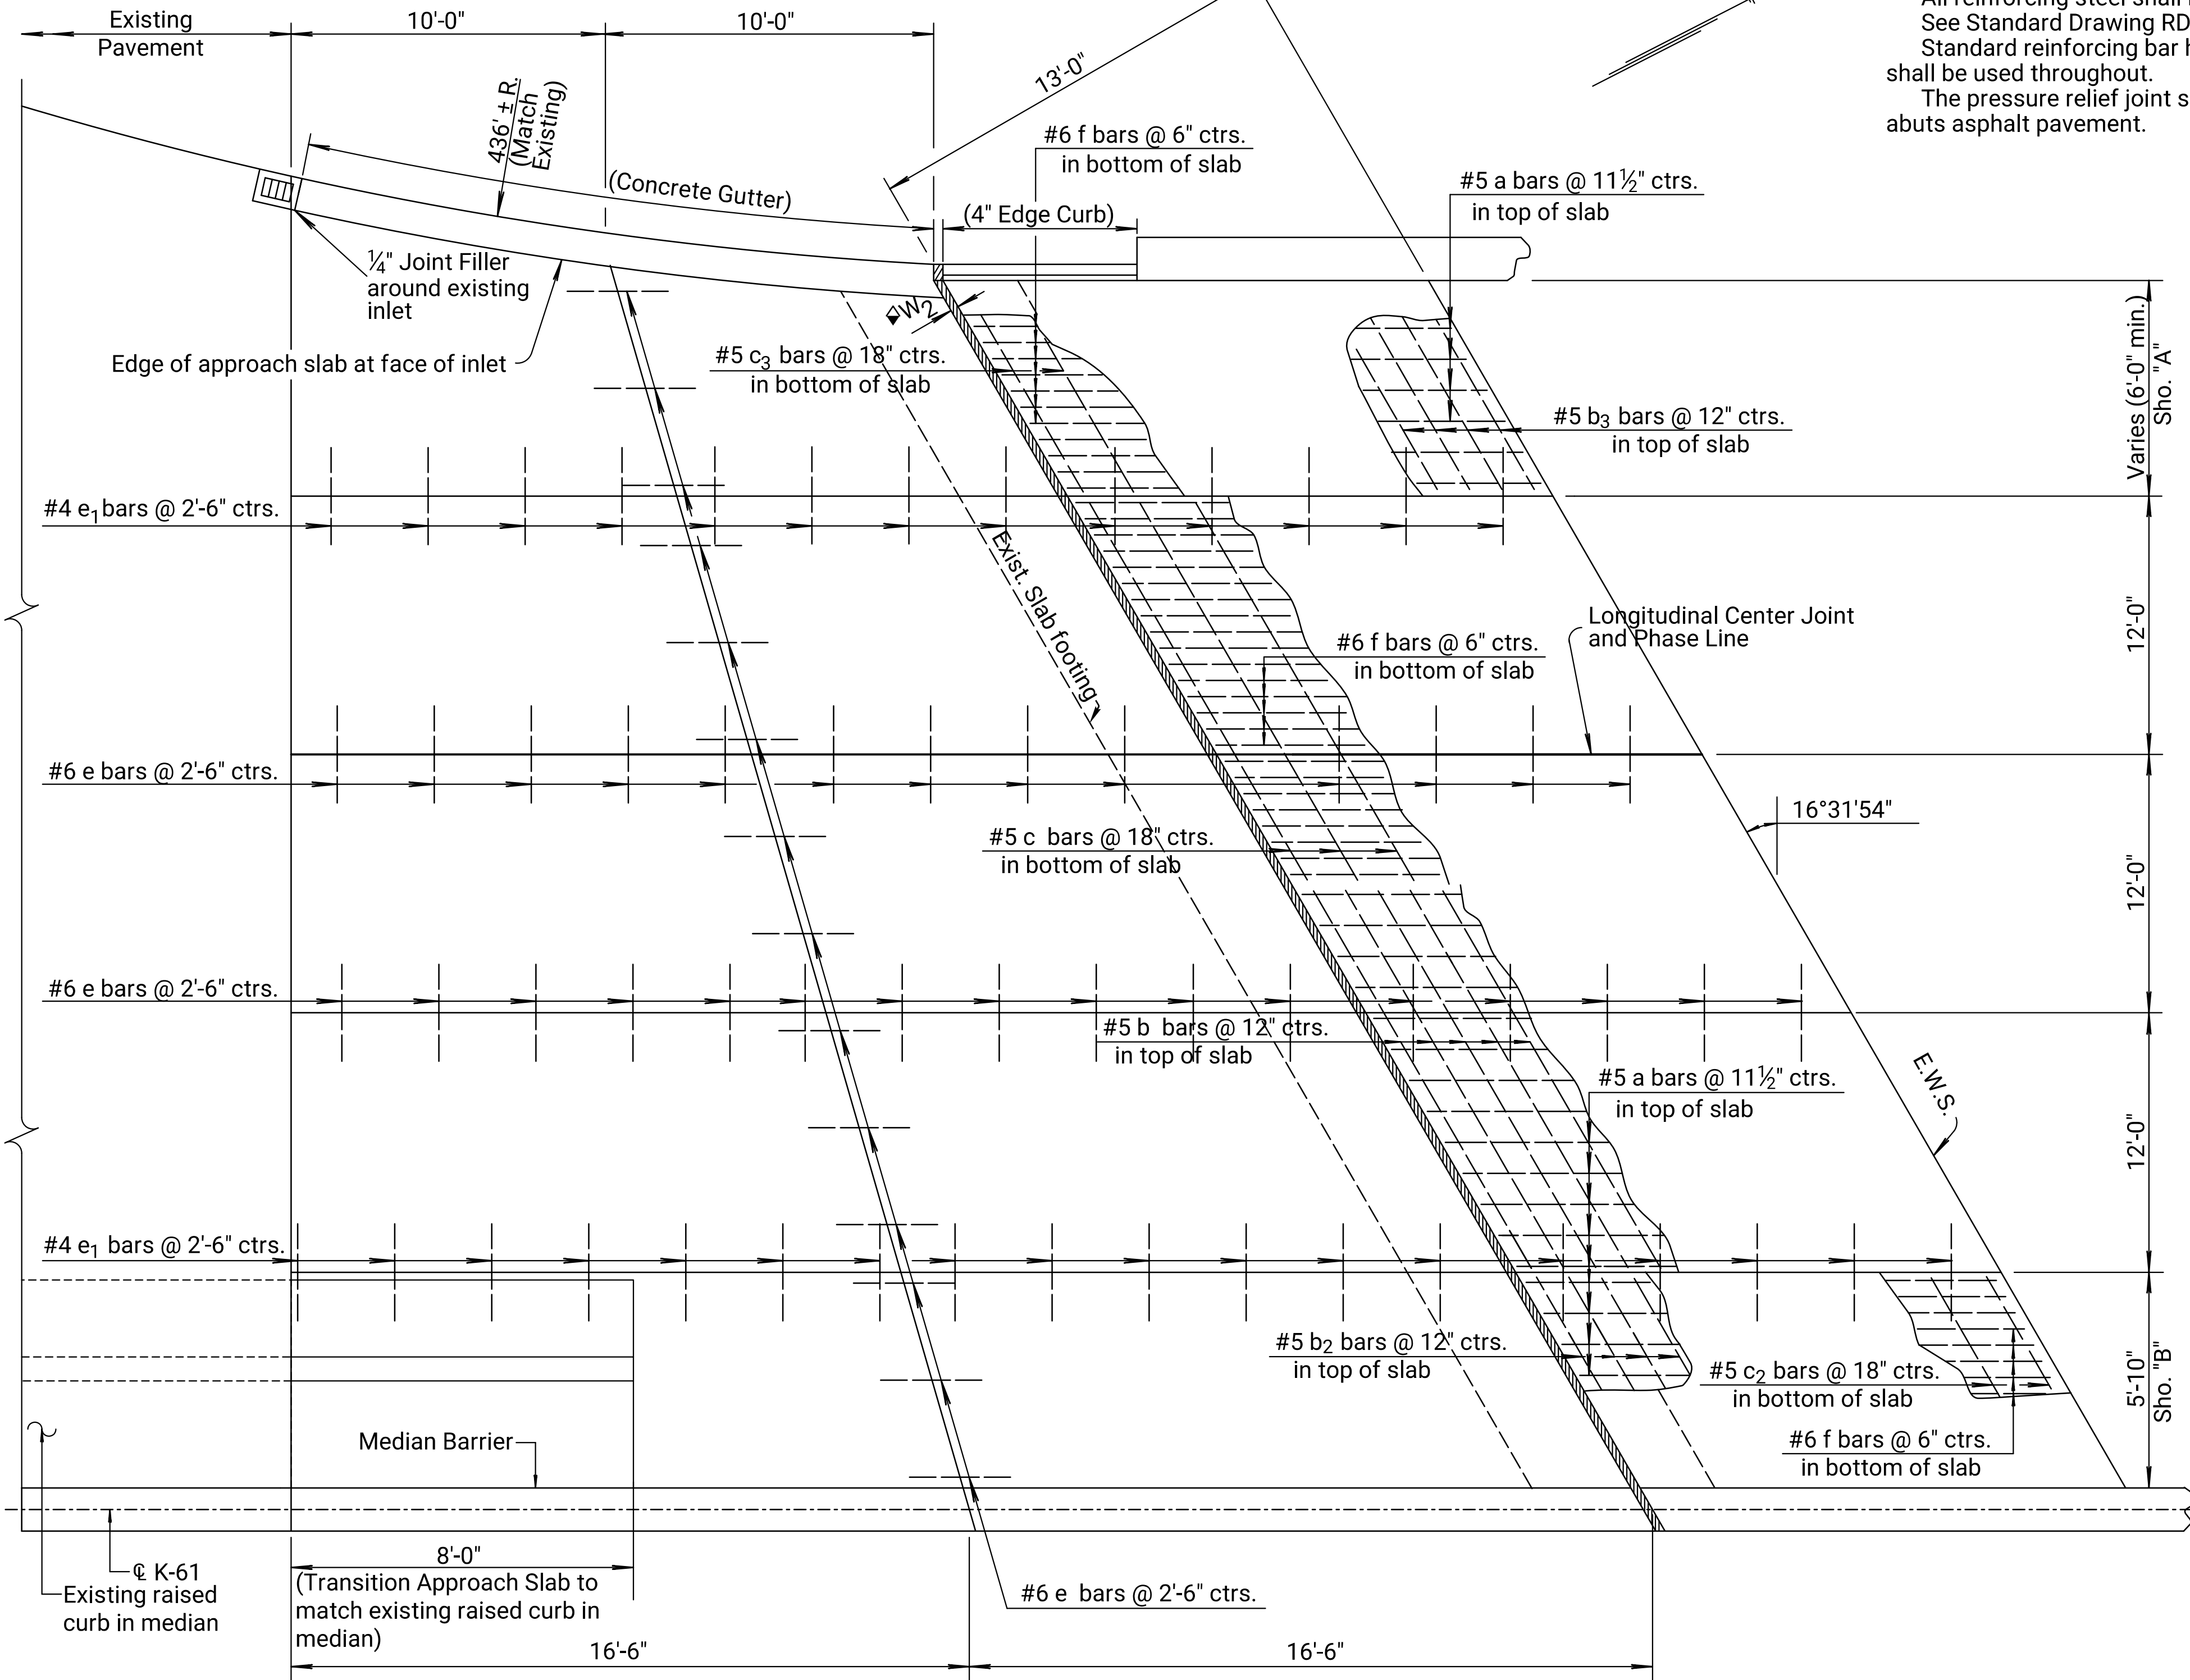 Existing
Pavement
10'-0"
10'-0"
13'-0"
All reinforcing steel shall
See Standard Drawing RD
Standard reinforcing bar
shall be used throughout.
The pressure relief joint
abuts asphalt pavement.
436' ± R.
(Match
Existing)
(Concrete Gutter)
#6 f bars @ 6" ctrs.
in bottom of slab
(4" Edge Curb)
#5 a bars @ 11½" ctrs.
in top of slab
¼" Joint Filler
around existing
inlet
W₂
Edge of approach slab at face of inlet
#5 c₃ bars @ 18" ctrs.
in bottom of slab
Varies (6'-0" min.)
Sho. "A"
#5 b₃ bars @ 12" ctrs.
in top of slab
#4 e₁ bars @ 2'-6" ctrs.
Exist. Slab footing
12'-0"
Longitudinal Center Joint
and Phase Line
#6 f bars @ 6" ctrs.
in bottom of slab
#6 e bars @ 2'-6" ctrs.
16°31'54"
#5 c bars @ 18" ctrs.
in bottom of slab
12'-0"
#6 e bars @ 2'-6" ctrs.
#5 b bars @ 12" ctrs.
in top of slab
#5 a bars @ 11½" ctrs.
in top of slab
E.W.S.
12'-0"
#4 e₁ bars @ 2'-6" ctrs.
#5 b₂ bars @ 12" ctrs.
in top of slab
#5 c₂ bars @ 18" ctrs.
in bottom of slab
5'-10"
Sho. "B"
#6 f bars @ 6" ctrs.
in bottom of slab
Median Barrier
℄ K-61
Existing raised
curb in median
8'-0"
(Transition Approach Slab to
match existing raised curb in
median)
#6 e bars @ 2'-6" ctrs.
16'-6"
16'-6"